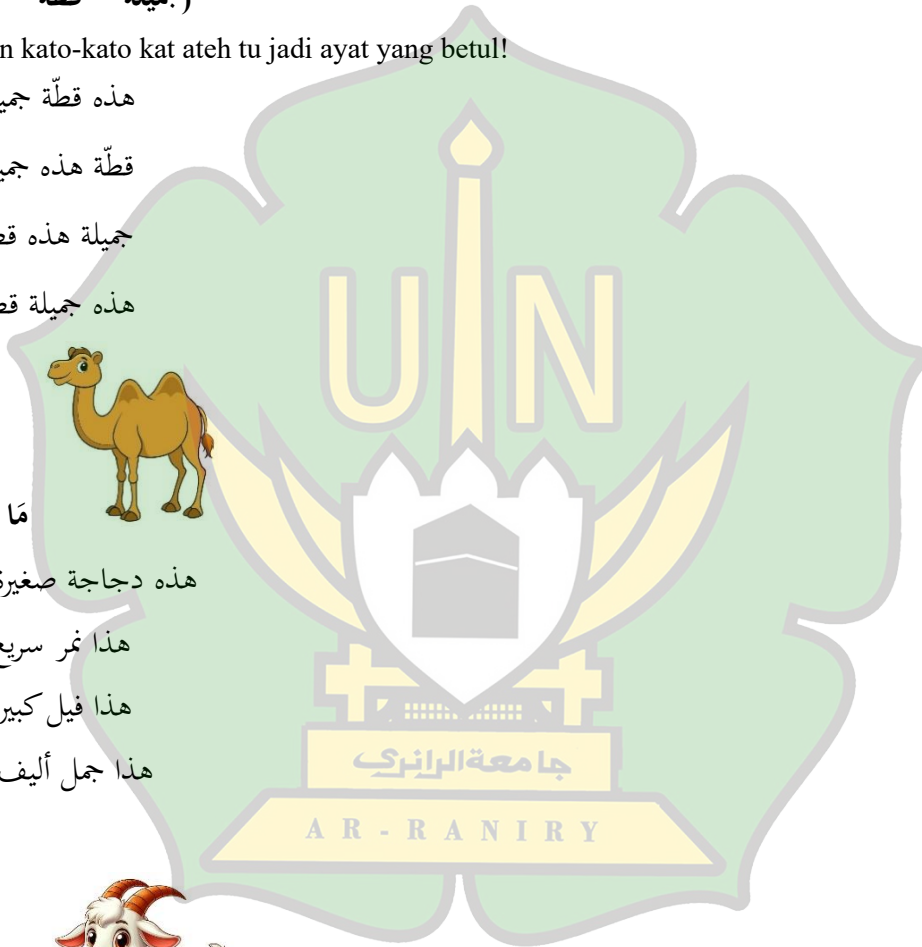 kato-kato kat ateh tu jadi ayat yang betul!
هذه قطّة
قطّة هذه
جميلة هذه
هذه جميلة
مَا
هذه دجاجة صغيرة
هذا نمر سريع
هذا فيل كبير
هذا جمل أليف
UIN
جامعة الرانري
AR-RANIRY